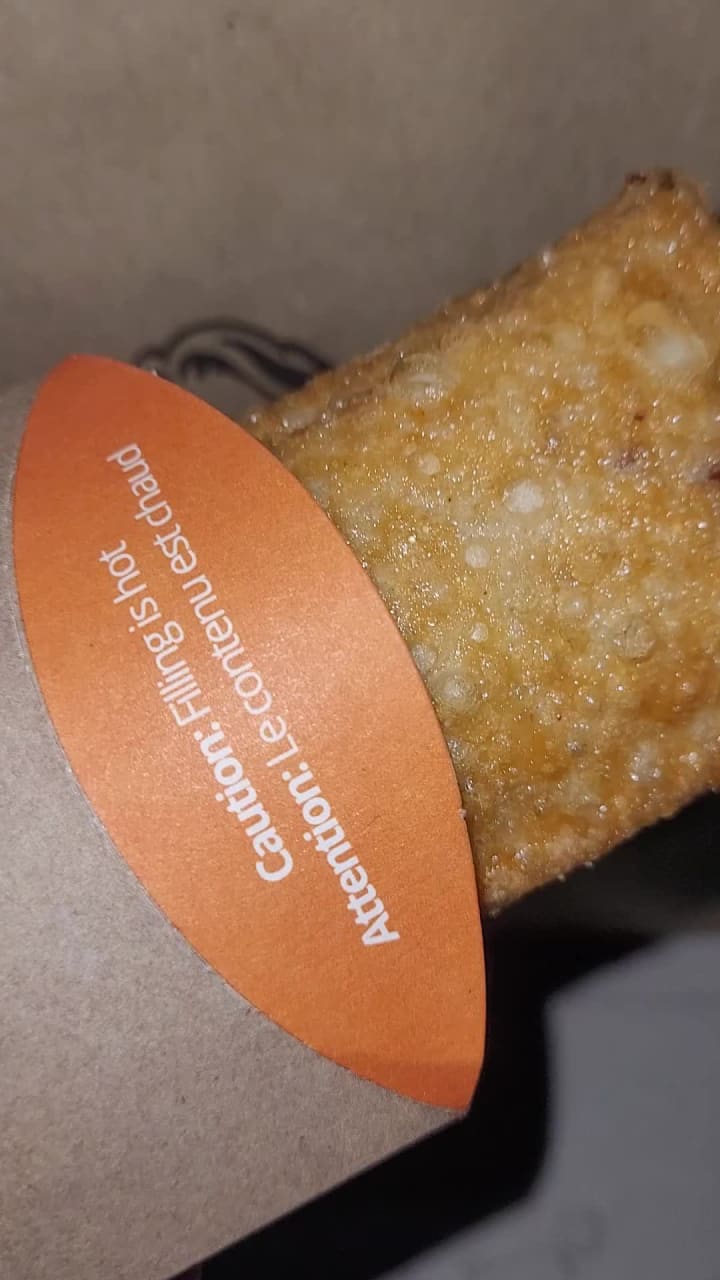 Caution: Filling is hot
Attention: Le contenu est chaud